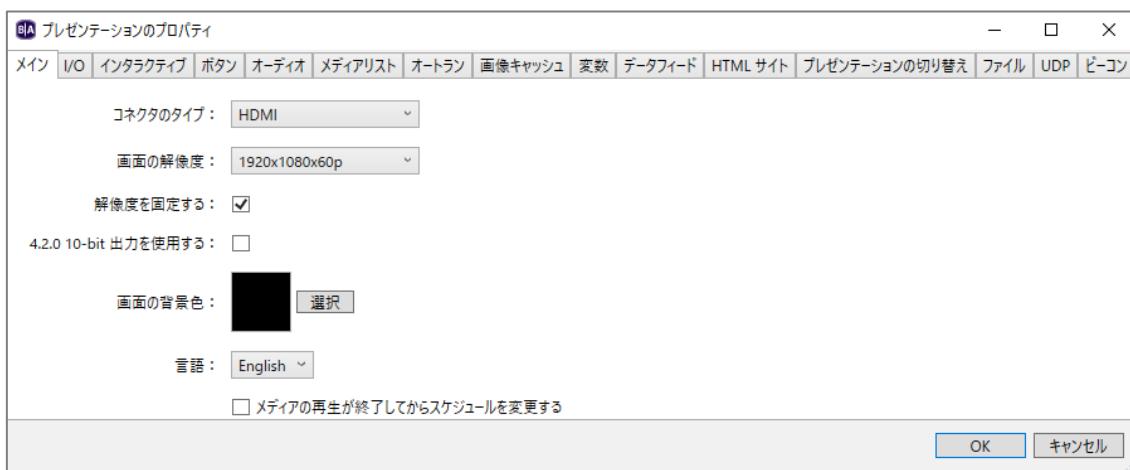 B|A プレゼンテーションのプロパティ
メイン I/O インタラクティブ ボタン オーディオ メディアリスト オートラン 画像キャッシュ 変数 データフィード HTML サイト プレゼンテーションの切り替え ファイル UDP ビーコン
コネクタのタイプ： HDMI
画面の解像度： 1920x1080x60p
解像度を固定する：
4.2.0 10-bit 出力を使用する：
画面の背景色： 選択
言語： English
メディアの再生が終了してからスケジュールを変更する
OK キャンセル